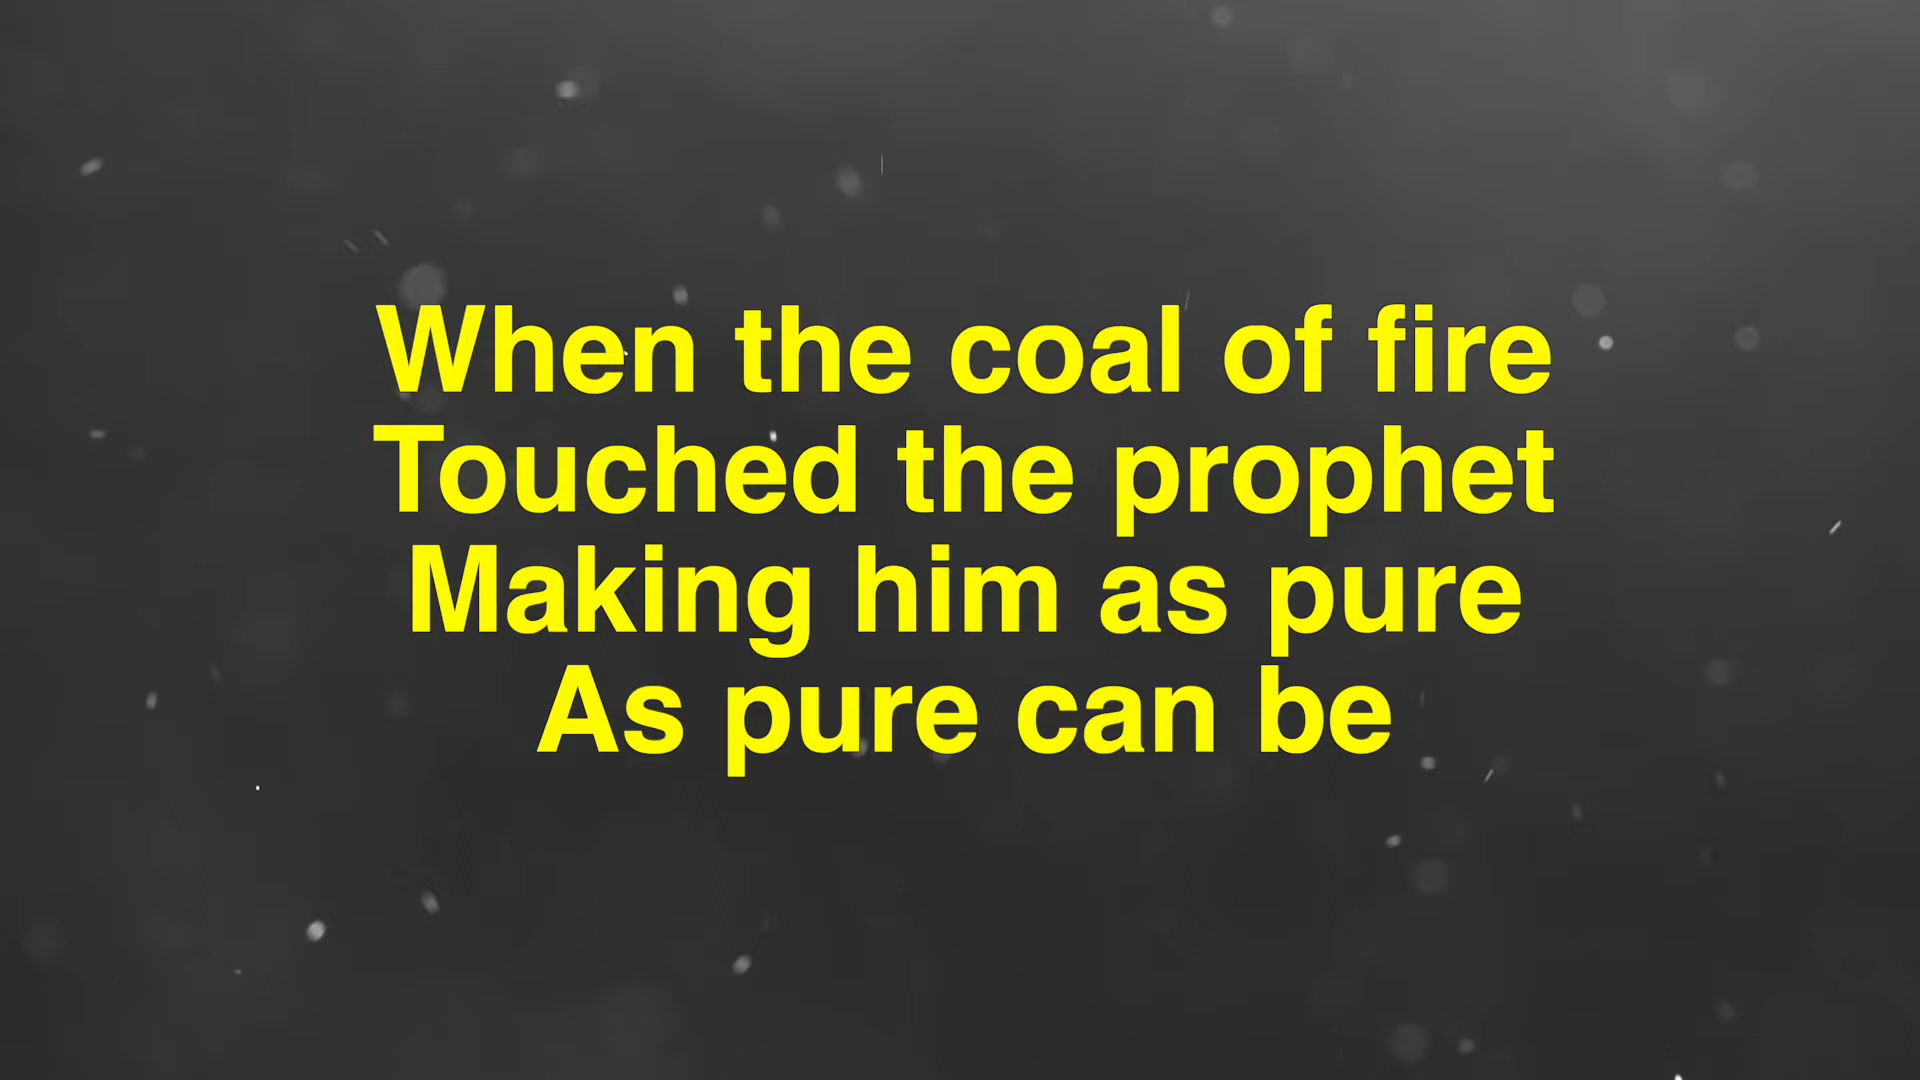 When the coal of fire
Touched the prophet
Making him as pure
As pure can be